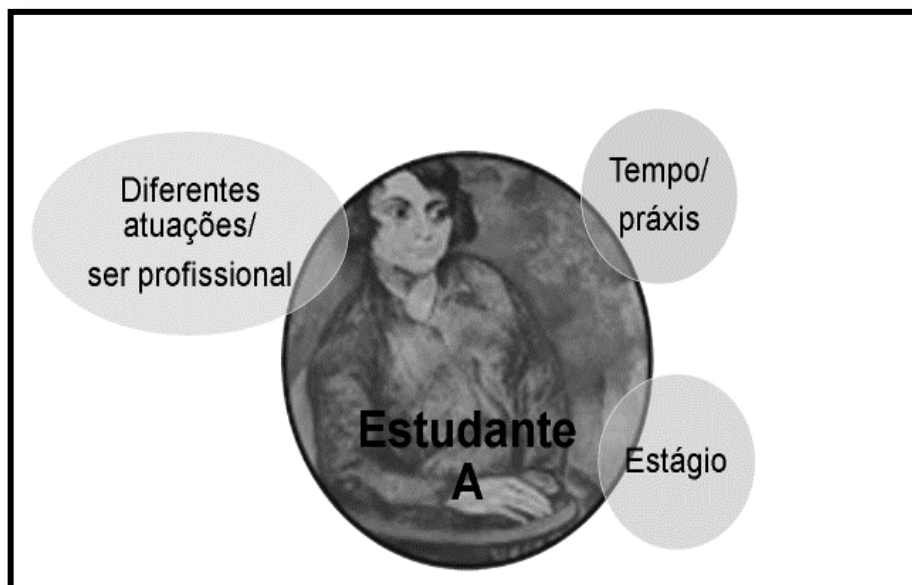 Diferentes
atuações/
ser profissional
Tempo/
práxis
Estudante
A
Estágio